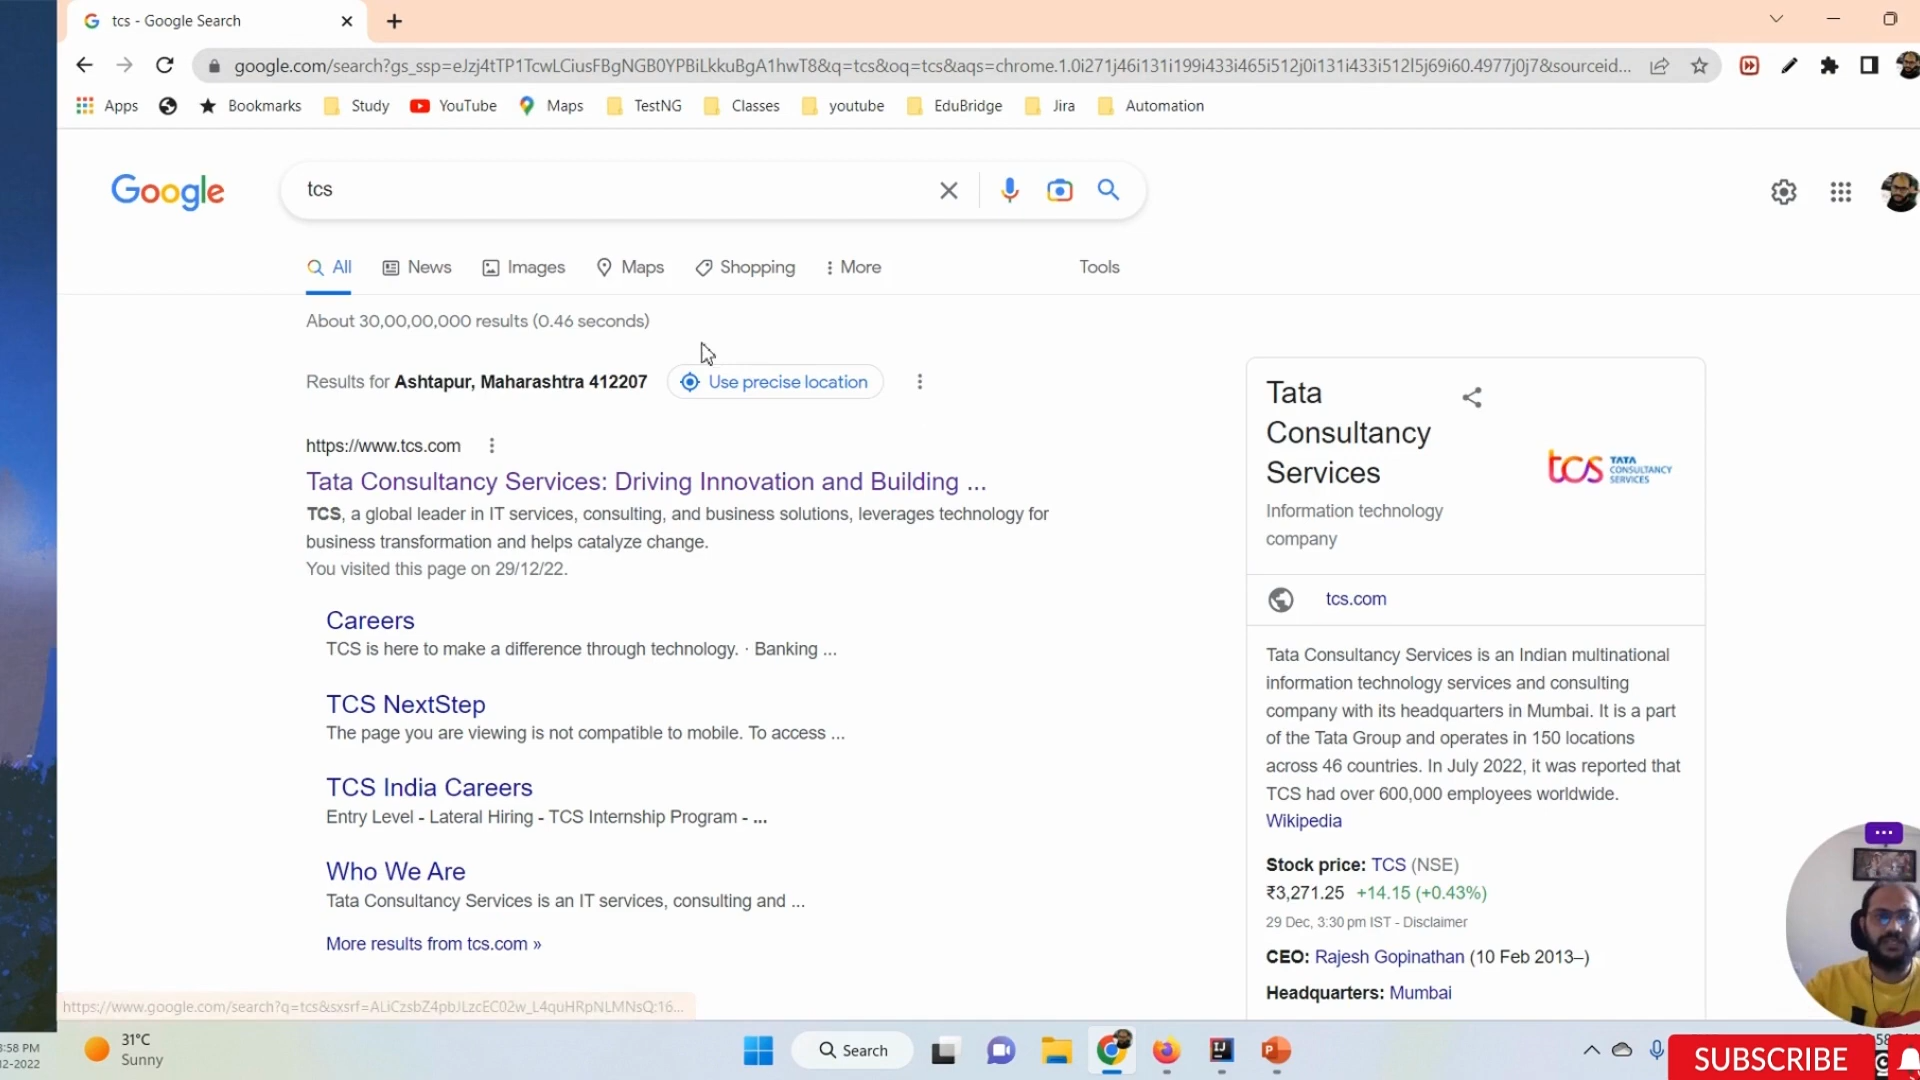 tcs - Google Search
google.com/search?gs_ssp=eJzj4tTP1TcwLCiusFBgNGB0YPBiLkkuBgA1hwT8&q=tcs&oq=tcs&aqs=chrome.1.0i271j46i131i199i433i465i512j0i131i433i512l5j69i60.4977j0j7&sourceid...
Apps Bookmarks Study YouTube Maps TestNG Classes youtube EduBridge Jira Automation
Google tcs
All News Images Maps Shopping More Tools
About 30,00,00,000 results (0.46 seconds)
Results for Ashtapur, Maharashtra 412207 Use precise location
https://www.tcs.com
Tata Consultancy Services: Driving Innovation and Building ...
TCS, a global leader in IT services, consulting, and business solutions, leverages technology for
business transformation and helps catalyze change.
You visited this page on 29/12/22.
Careers
TCS is here to make a difference through technology. · Banking ...
TCS NextStep
The page you are viewing is not compatible to mobile. To access ...
TCS India Careers
Entry Level - Lateral Hiring - TCS Internship Program - ...
Who We Are
Tata Consultancy Services is an IT services, consulting and ...
More results from tcs.com »
Tata
Consultancy
Services
Information technology
company
tcs TATA
CONSULTANCY
SERVICES
tcs.com
Tata Consultancy Services is an Indian multinational
information technology services and consulting
company with its headquarters in Mumbai. It is a part
of the Tata Group and operates in 150 locations
across 46 countries. In July 2022, it was reported that
TCS had over 600,000 employees worldwide.
Wikipedia
Stock price: TCS (NSE)
₹3,271.25 +14.15 (+0.43%)
29 Dec, 3:30 pm IST - Disclaimer
CEO: Rajesh Gopinathan (10 Feb 2013–)
Headquarters: Mumbai
https://www.google.com/search?q=tcs&sxsrf=ALiCzsbZ4pbJLzcEC02w_L4quHRpNLMNsQ:16...
:58 PM
12-2022
31°C
Sunny
Search
SUBSCRIBE